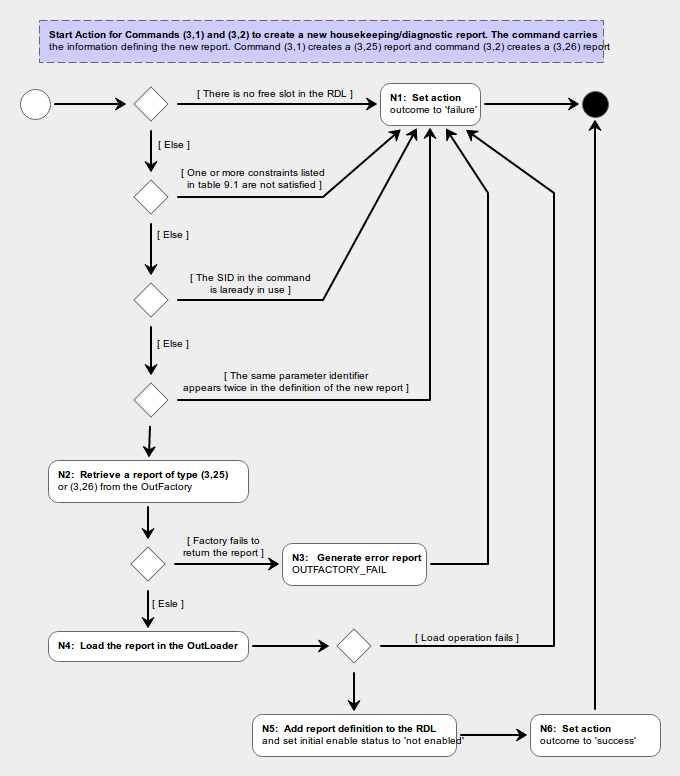 Start Action for Commands (3,1) and (3,2) to create a new housekeeping/diagnostic report. The command carries
the information defining the new report. Command (3,1) creates a (3,25) report and command (3,2) creates a (3,26) report
[ There is no free slot in the RDL ]
N1:  Set action
outcome to 'failure'
[ Else ]
[ One or more constraints listed
in table 9.1 are not satisfied ]
[ Else ]
[ The SID in the command
is laready in use ]
[ Else ]
[ The same parameter identifier
appears twice in the definition of the new report ]
N2:  Retrieve a report of type (3,25)
or (3,26) from the OutFactory
[ Factory fails to
return the report ]
N3:   Generate error report
OUTFACTORY_FAIL
[ Esle ]
N4:  Load the report in the OutLoader
[ Load operation fails ]
N5:  Add report definition to the RDL
and set initial enable status to 'not enabled'
N6:  Set action
outcome to 'success'